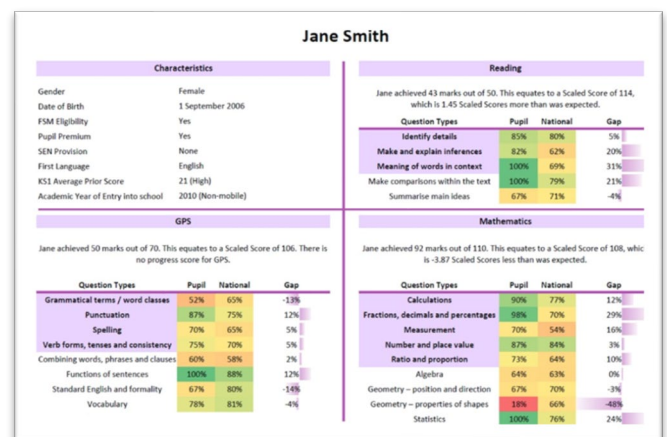 Jane Smith
Characteristics
Gender Female
Date of Birth 1 September 2006
FSM Eligibility Yes
Pupil Premium Yes
SEN Provision None
First Language English
KS1 Average Prior Score 21 (High)
Academic Year of Entry into school 2010 (Non-mobile)
Reading
Jane achieved 43 marks out of 50. This equates to a Scaled Score of 114,
which is 1.45 Scaled Scores more than was expected.
Question Types Pupil National Gap
Identify details 85% 80% 5%
Make and explain inferences 82% 62% 20%
Meaning of words in context 100% 69% 31%
Make comparisons within the text 100% 79% 21%
Summarise main ideas 67% 71% -4%
GPS
Jane achieved 50 marks out of 70. This equates to a Scaled Score of 106. There is
no progress score for GPS.
Question Types Pupil National Gap
Grammatical terms / word classes 52% 65% -13%
Punctuation 87% 75% 12%
Spelling 70% 65% 5%
Verb forms, tenses and consistency 75% 70% 5%
Combining words, phrases and clauses 60% 58% 2%
Functions of sentences 100% 88% 12%
Standard English and formality 67% 80% -14%
Vocabulary 78% 81% -4%
Mathematics
Jane achieved 92 marks out of 110. This equates to a Scaled Score of 108, whic
is -3.87 Scaled Scores less than was expected.
Question Types Pupil National Gap
Calculations 90% 77% 12%
Fractions, decimals and percentages 98% 70% 29%
Measurement 70% 54% 16%
Number and place value 87% 84% 3%
Ratio and proportion 73% 64% 10%
Algebra 64% 63% 0%
Geometry – position and direction 67% 70% -3%
Geometry – properties of shapes 18% 66% -48%
Statistics 100% 76% 24%